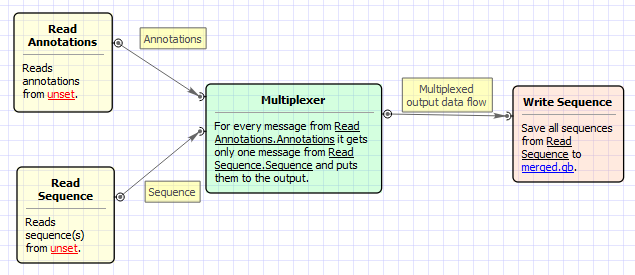 Read
Annotations
Reads
annotations
from unset.
Annotations
Read
Sequence
Reads
sequence(s)
from unset.
Sequence
Multiplexer
For every message from Read
Annotations.Annotations it gets
only one message from Read
Sequence.Sequence and puts
them to the output.
Multiplexed
output data flow
Write Sequence
Save all sequences
from Read
Sequence to
merged.gb.